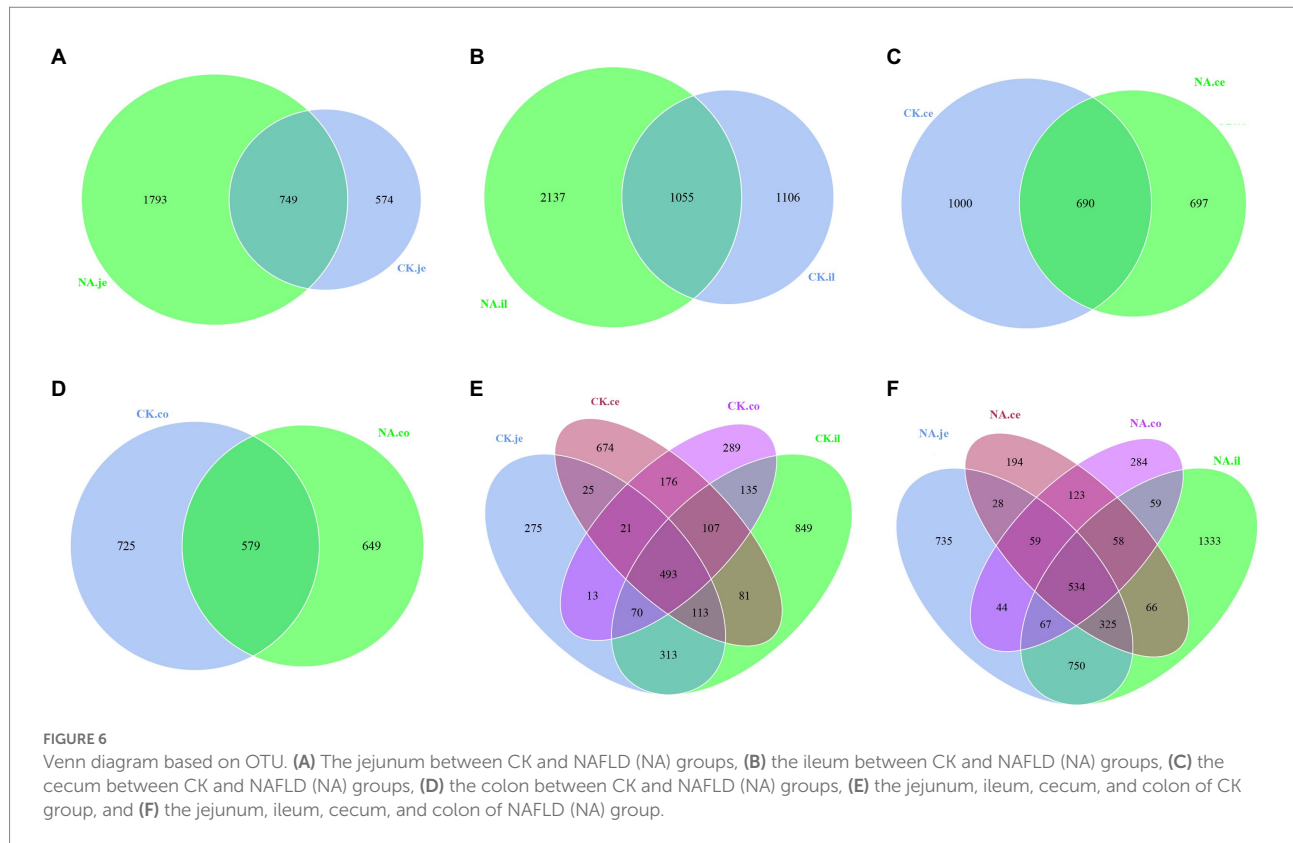 A
1793
749
574
NA.je
CK.je
B
2137
1055
1106
NA.il
CK.il
C
CK.ce
NA.ce
1000
690
697
D
CK.co
NA.co
725
579
649
E
CK.je
CK.ce
CK.co
CK.il
674
289
25
176
135
275
21
107
849
493
13
70
113
81
313
F
NA.je
NA.ce
NA.co
NA.il
194
284
28
123
59
735
59
58
1333
534
44
67
325
66
750
FIGURE 6
Venn diagram based on OTU. (A) The jejunum between CK and NAFLD (NA) groups, (B) the ileum between CK and NAFLD (NA) groups, (C) the
cecum between CK and NAFLD (NA) groups, (D) the colon between CK and NAFLD (NA) groups, (E) the jejunum, ileum, cecum, and colon of CK
group, and (F) the jejunum, ileum, cecum, and colon of NAFLD (NA) group.